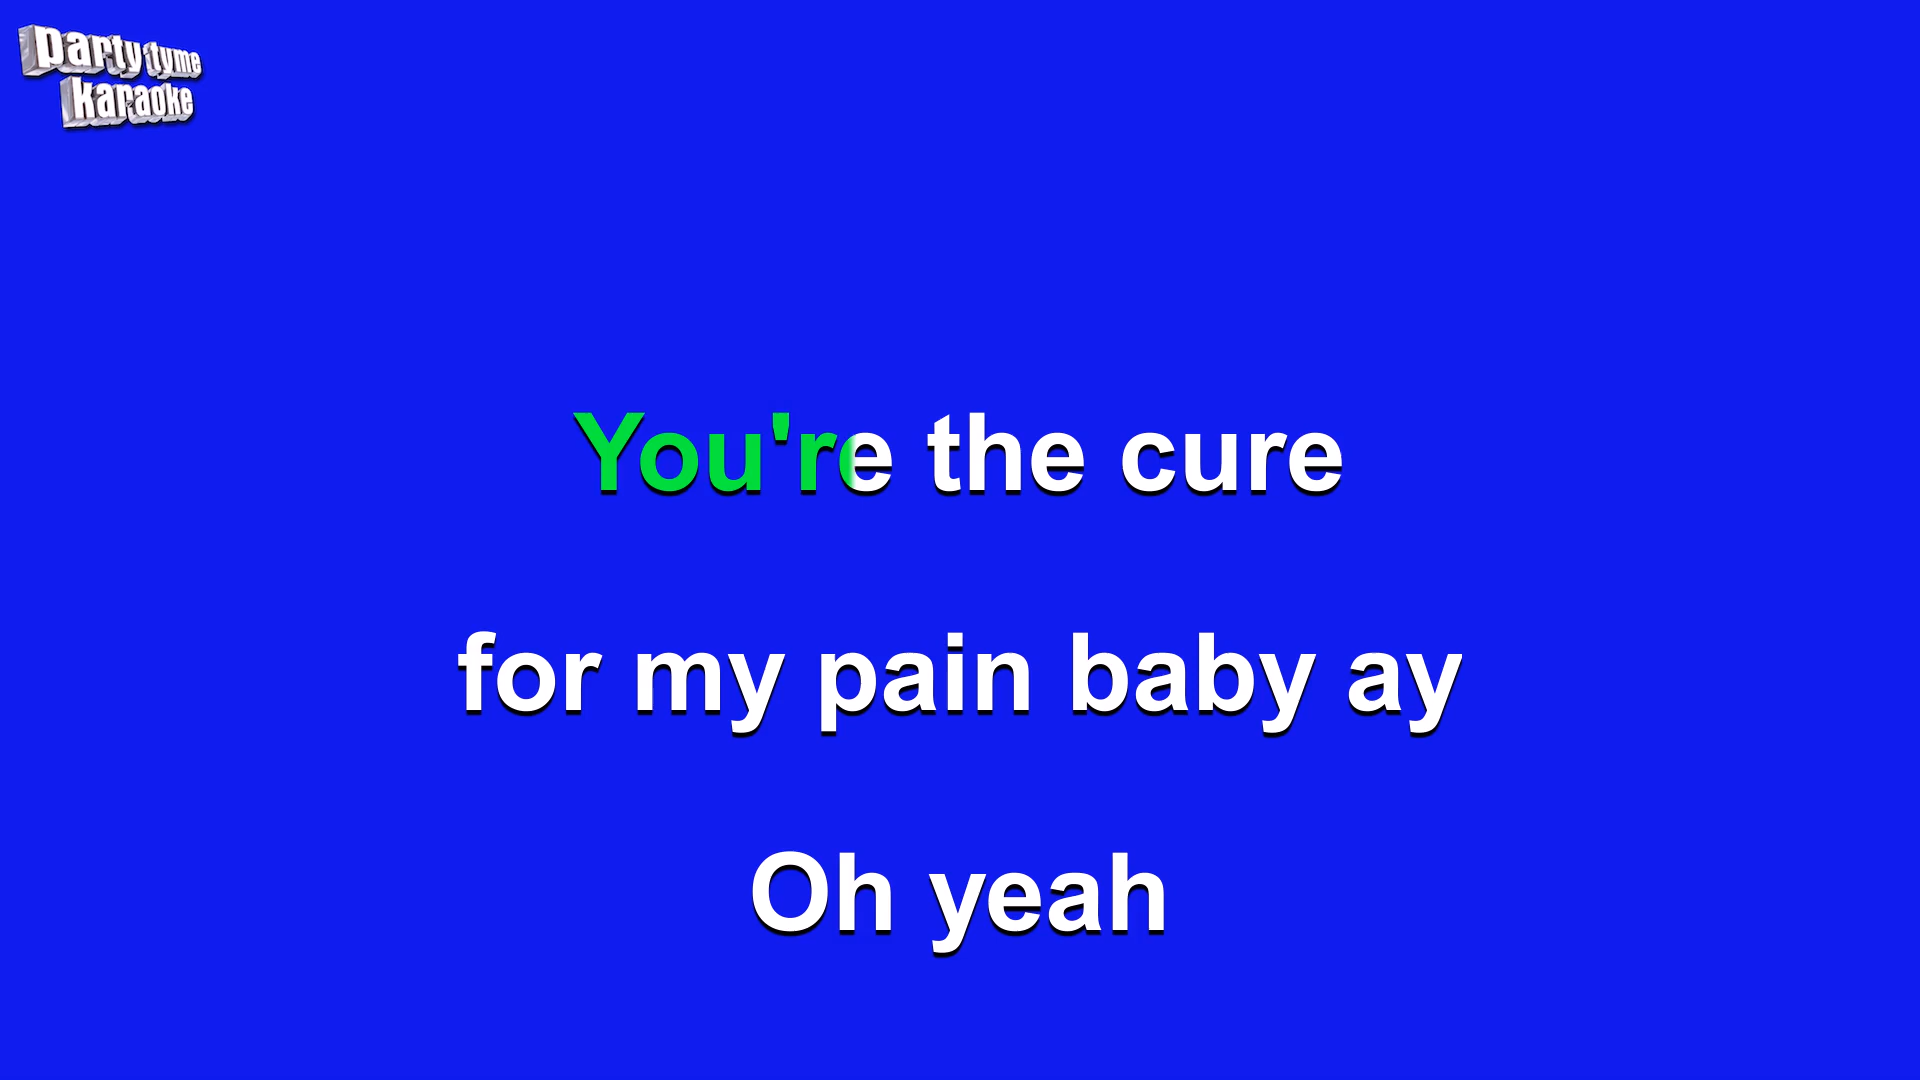 party tyme
karaoke
You're the cure
for my pain baby ay
Oh yeah